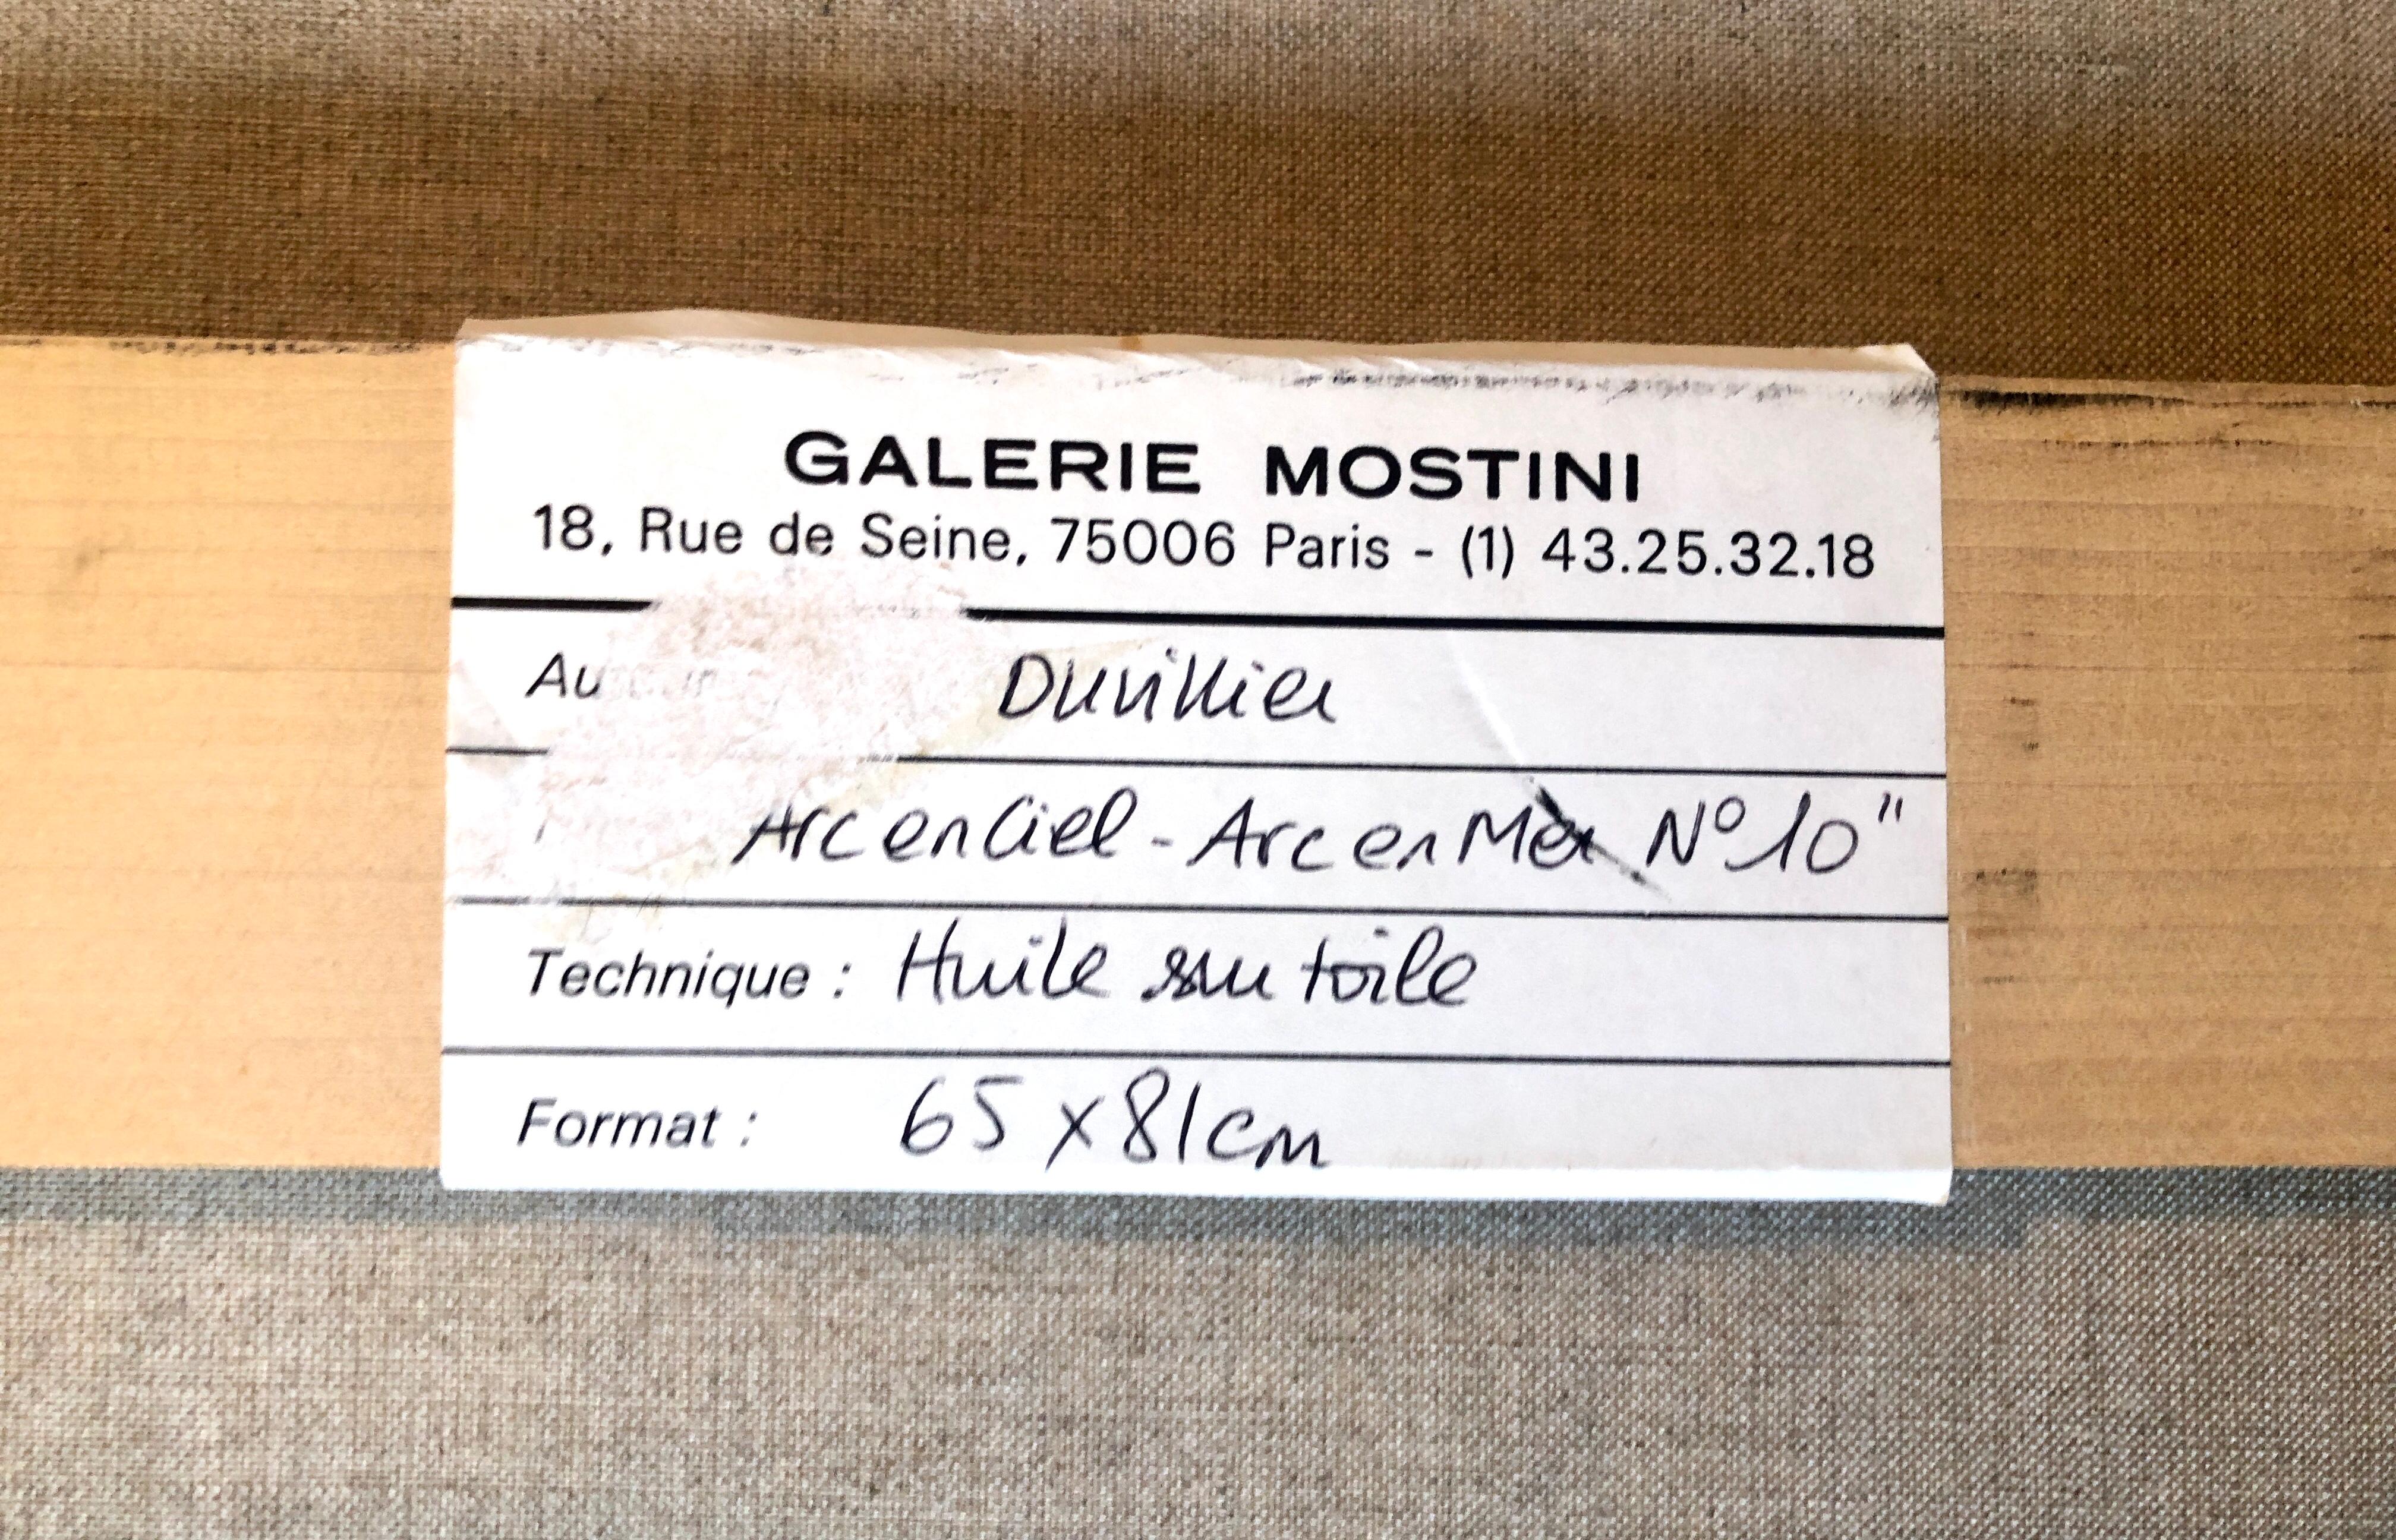 GALERIE MOSTINI
18, Rue de Seine, 75006 Paris - (1) 43.25.32.18
Duvillier
Arc en Ciel - Arc en Mer N° 10"
Technique : Huile sur toile
Format : 65 x 81 cm